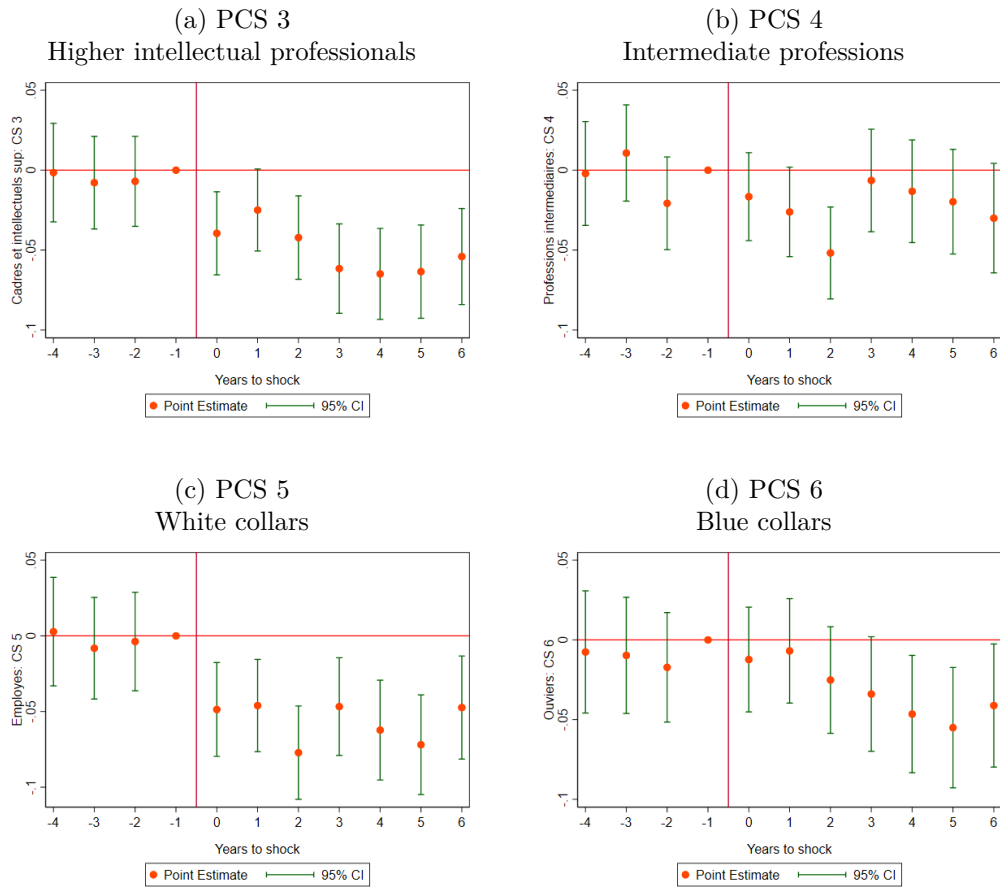 (a) PCS 3
Higher intellectual professionals
Cadres et intellectuels sup: CS 3
.05
0
-.05
-.1
-4 -3 -2 -1 0 1 2 3 4 5 6
Years to shock
Point Estimate 95% CI
(b) PCS 4
Intermediate professions
Professions intermediaires: CS 4
.05
0
-.05
-.1
-4 -3 -2 -1 0 1 2 3 4 5 6
Years to shock
Point Estimate 95% CI
(c) PCS 5
White collars
Employes: CS 5
.05
0
-.05
-.1
-4 -3 -2 -1 0 1 2 3 4 5 6
Years to shock
Point Estimate 95% CI
(d) PCS 6
Blue collars
Ouviers: CS 6
.05
0
-.05
-.1
-4 -3 -2 -1 0 1 2 3 4 5 6
Years to shock
Point Estimate 95% CI